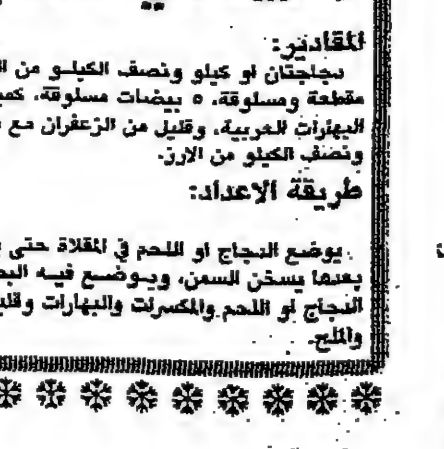 المقادير:
دجاجتان او كيلو ونصف الكيلو من
مقطعة ومسلوقة، ٥ بيضات مسلوقة،
البهارات العربية، وقليل من الزعفران مع
ونصف الكيلو من الارز.
طريقة الاعداد:
يوضع الدجاج او اللحم في المقلاة حتى
بعدها يسخن السمن، ويوضع فيه
الدجاج او اللحم والمكسرات والبهارات
والملح.